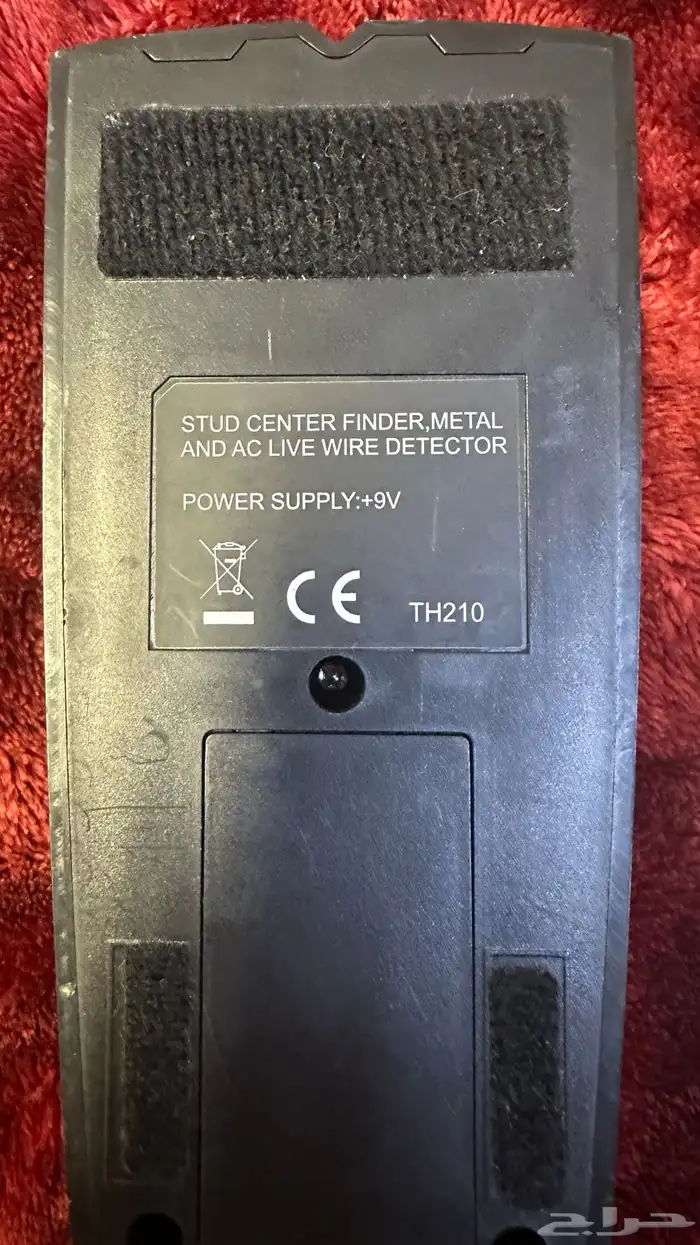 STUD CENTER FINDER,METAL
AND AC LIVE WIRE DETECTOR
POWER SUPPLY:+9V
CE
TH210
حراج